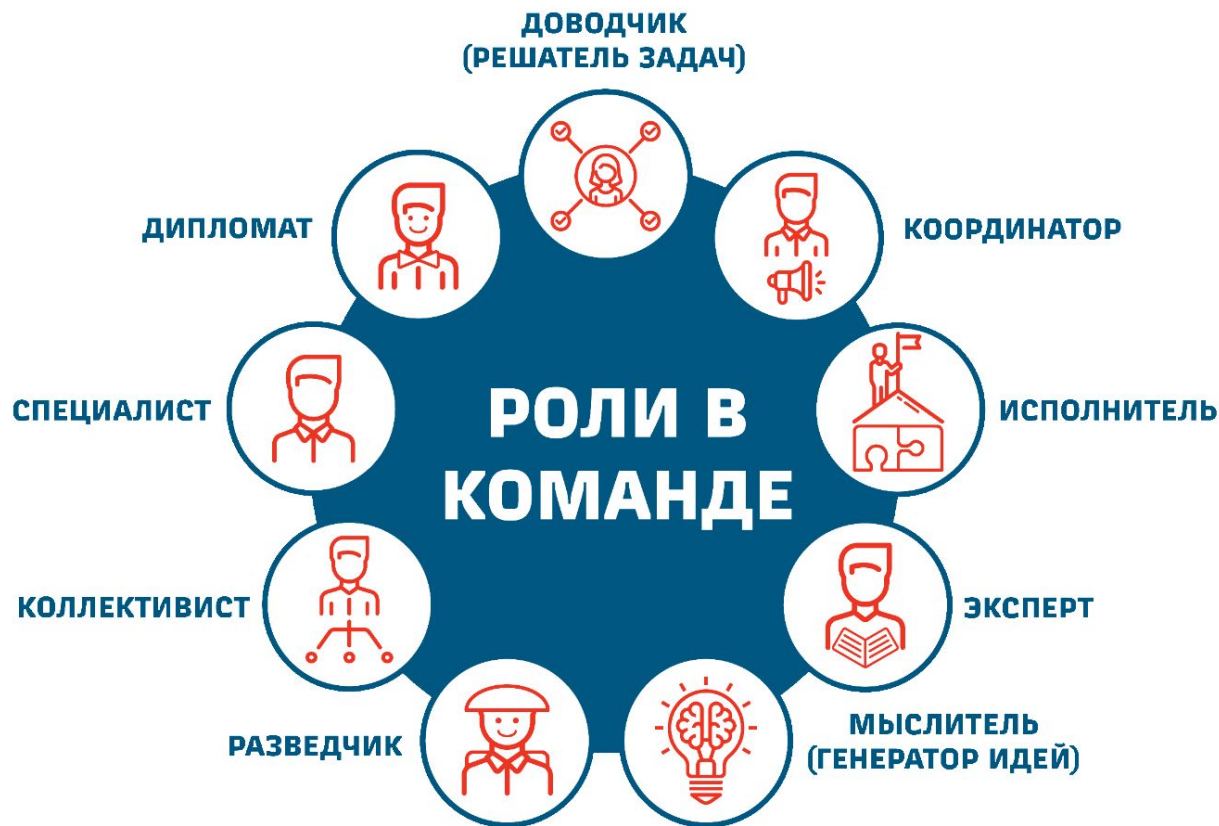 ДОВОДЧИК
(РЕШАТЕЛЬ ЗАДАЧ)
ДИПЛОМАТ
КООРДИНАТОР
СПЕЦИАЛИСТ
ИСПОЛНИТЕЛЬ
РОЛИ В
КОМАНДЕ
КОЛЛЕКТИВИСТ
ЭКСПЕРТ
РАЗВЕДЧИК
МЫСЛИТЕЛЬ
(ГЕНЕРАТОР ИДЕЙ)